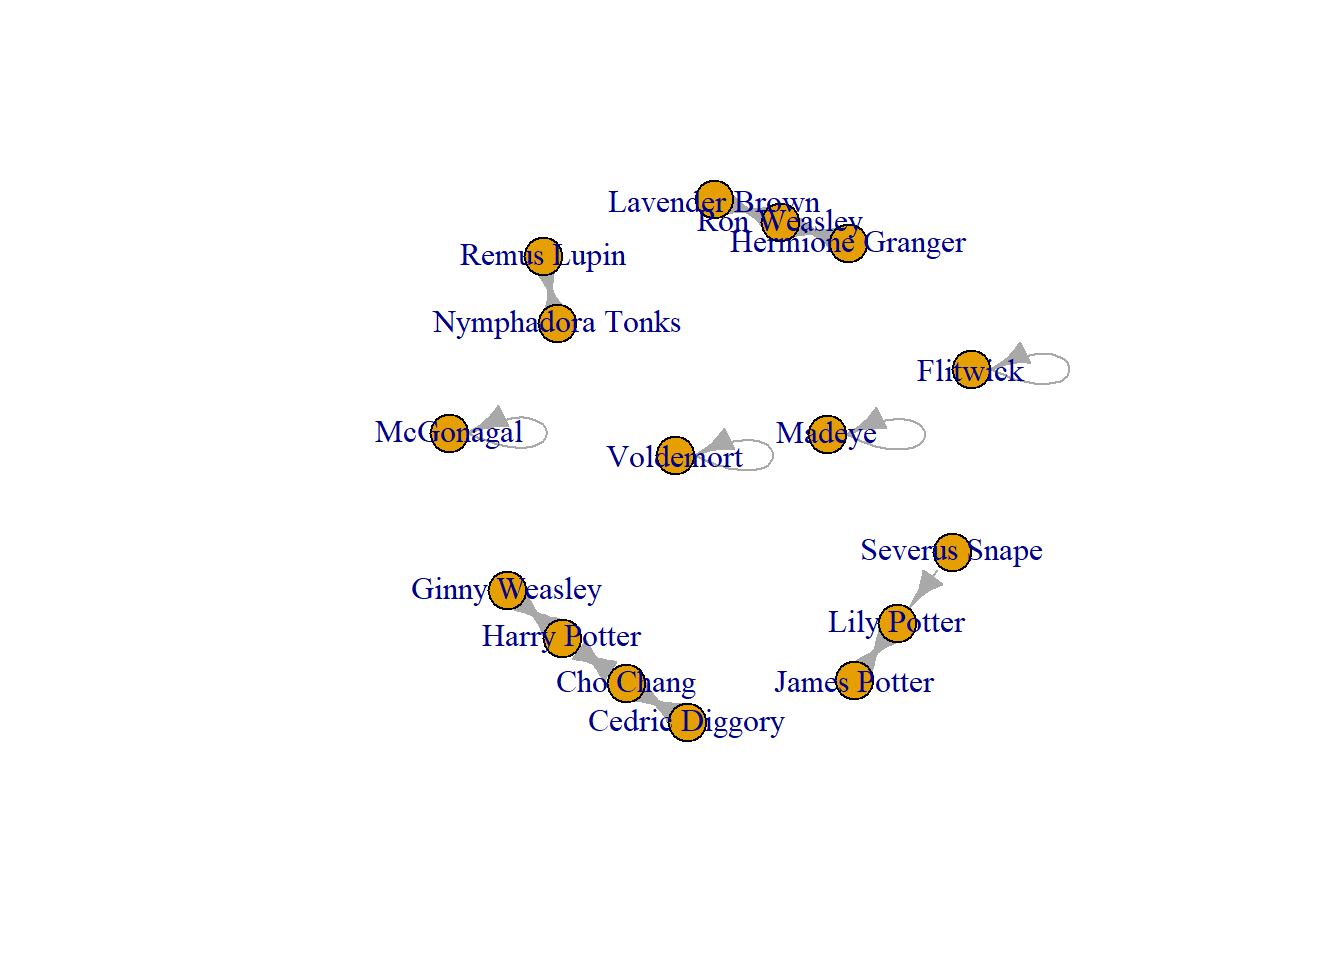 Lavender Brown
Ron Weasley
Hermione Granger
Remus Lupin
Nymphadora Tonks
Flitwick
McGonagal
Madeye
Voldemort
Severus Snape
Ginny Weasley
Lily Potter
Harry Potter
Cho Chang
James Potter
Cedric Diggory